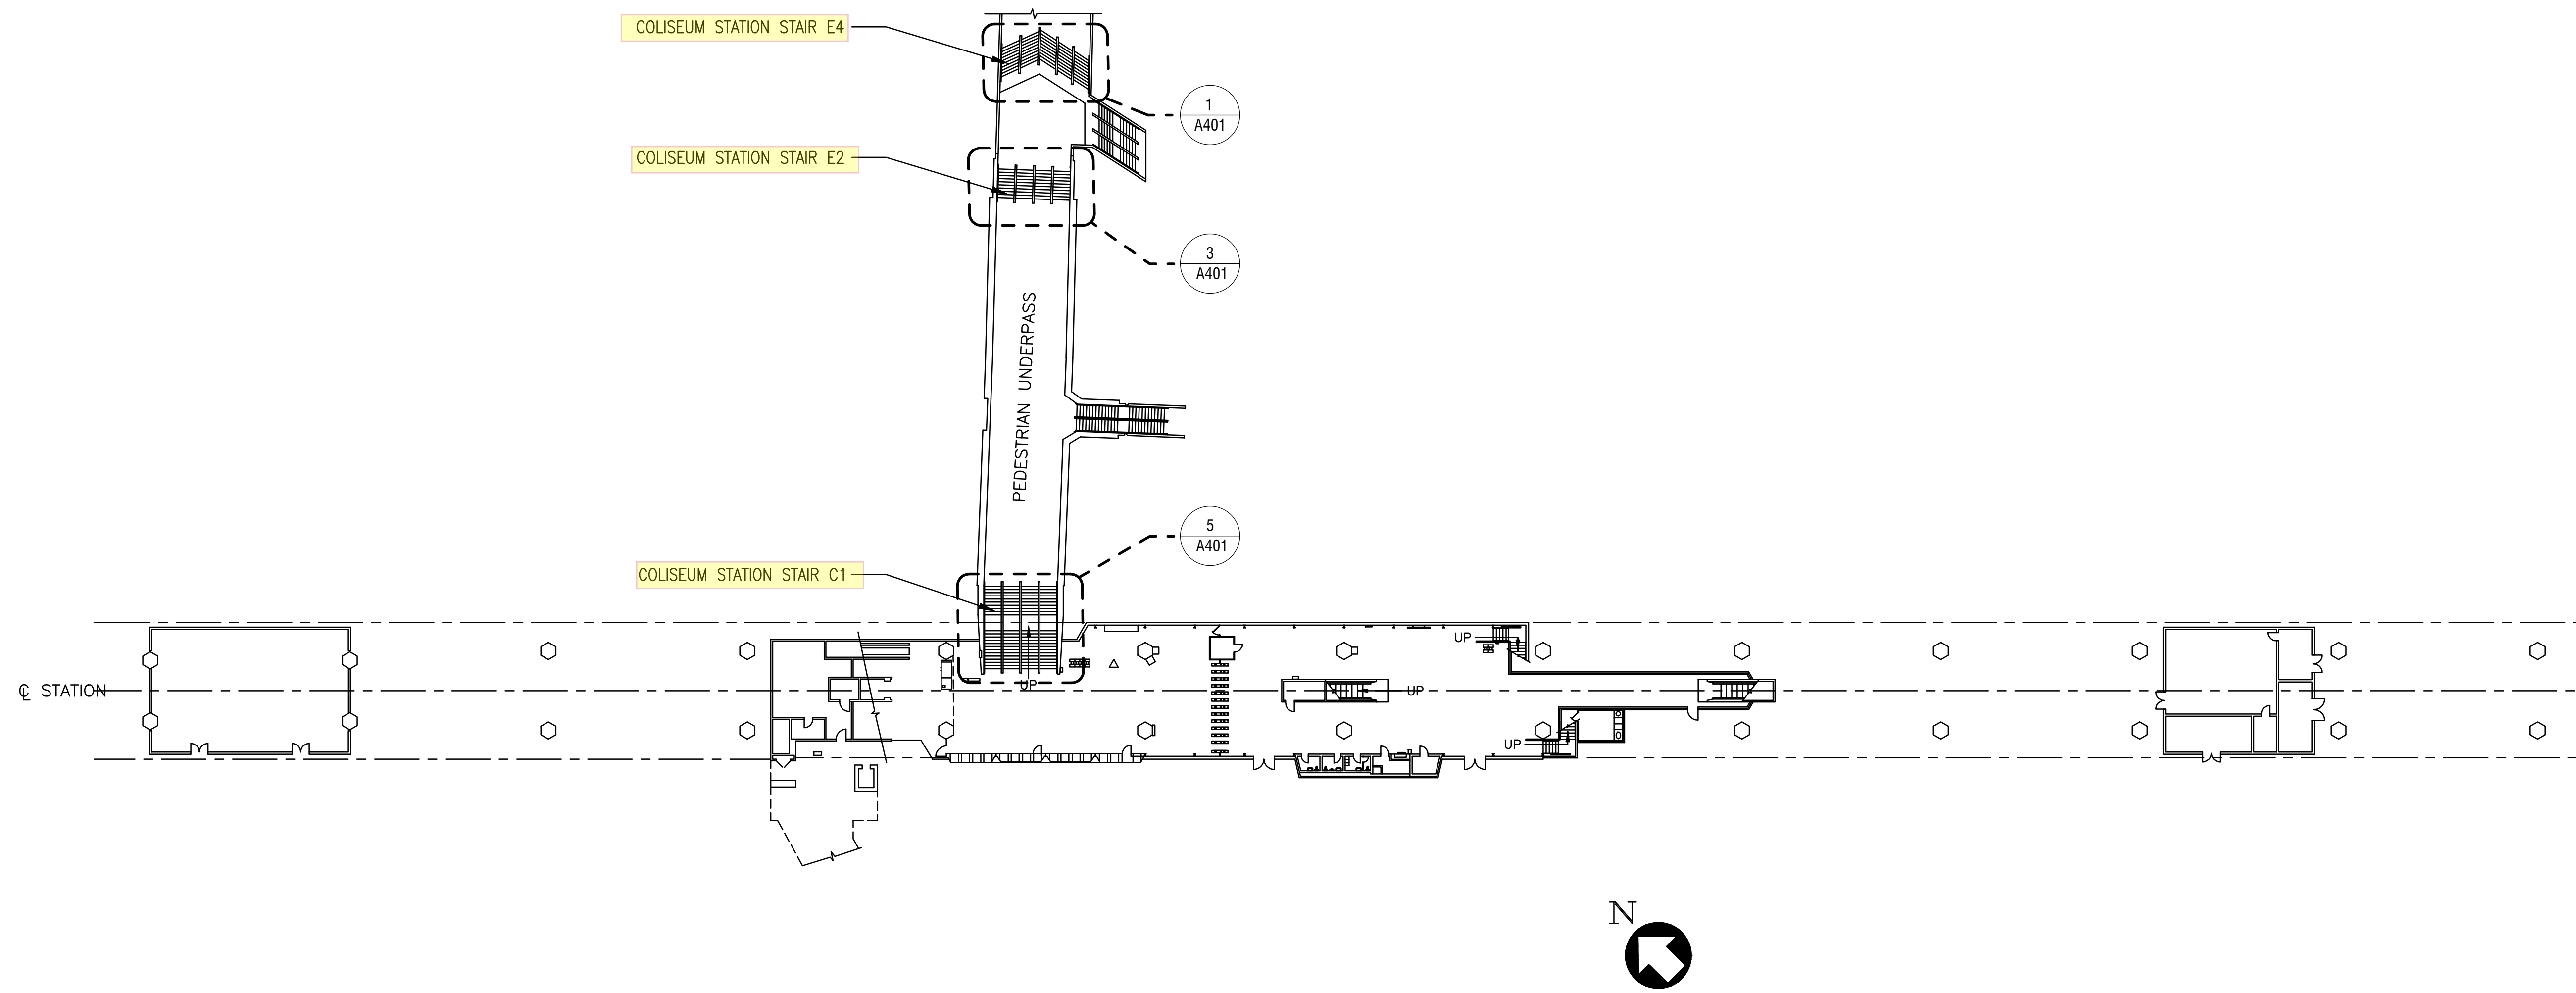 COLISEUM STATION STAIR E4
1
A401
COLISEUM STATION STAIR E2
3
A401
PEDESTRIAN UNDERPASS
5
A401
COLISEUM STATION STAIR C1
UP
℄ STATION
UP
UP
UP
N